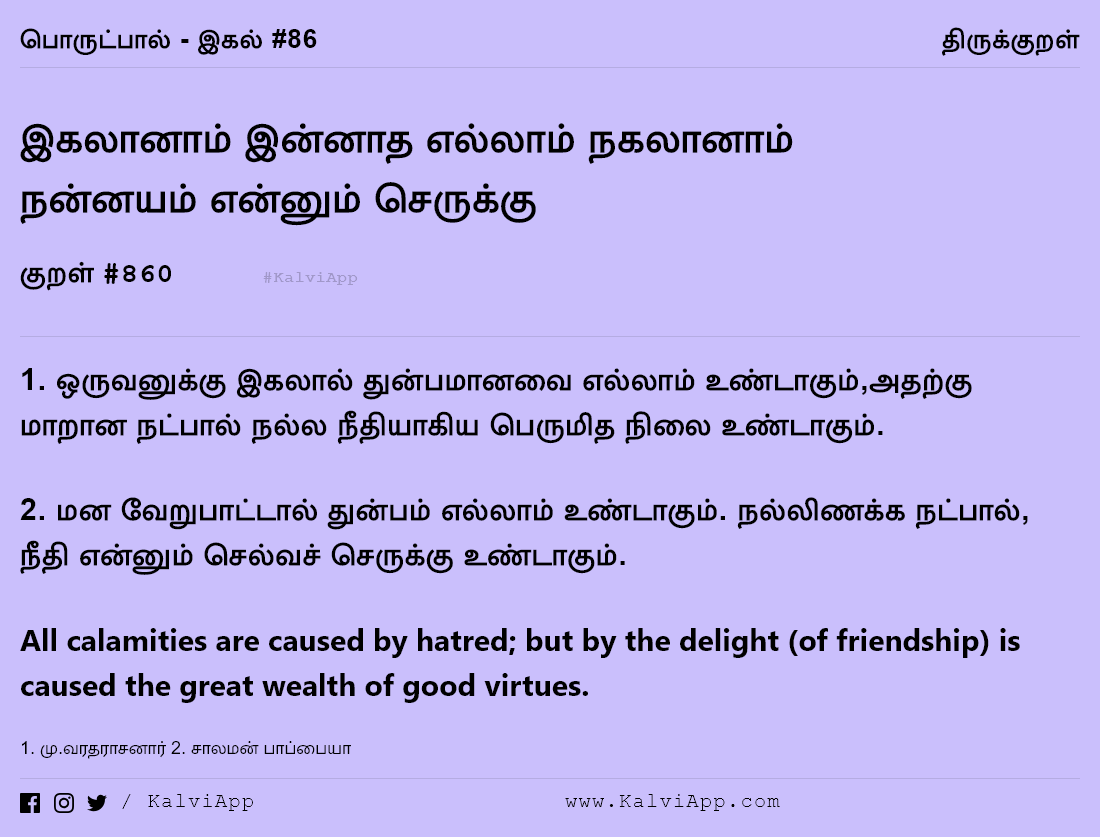 பொருட்பால் - இகல் #86
திருக்குறள்
இகலானாம் இன்னாத எல்லாம் நகலானாம்
நன்னயம் என்னும் செருக்கு
குறள் #860
#KalviApp
1. ஒருவனுக்கு இகலால் துன்பமானவை எல்லாம் உண்டாகும்,அதற்கு
மாறான நட்பால் நல்ல நீதியாகிய பெருமித நிலை உண்டாகும்.
2. மன வேறுபாட்டால் துன்பம் எல்லாம் உண்டாகும். நல்லிணக்க நட்பால்,
நீதி என்னும் செல்வச் செருக்கு உண்டாகும்.
All calamities are caused by hatred; but by the delight (of friendship) is
caused the great wealth of good virtues.
1. மு.வரதராசனார் 2. சாலமன் பாப்பையா
/ KalviApp
www.KalviApp.com